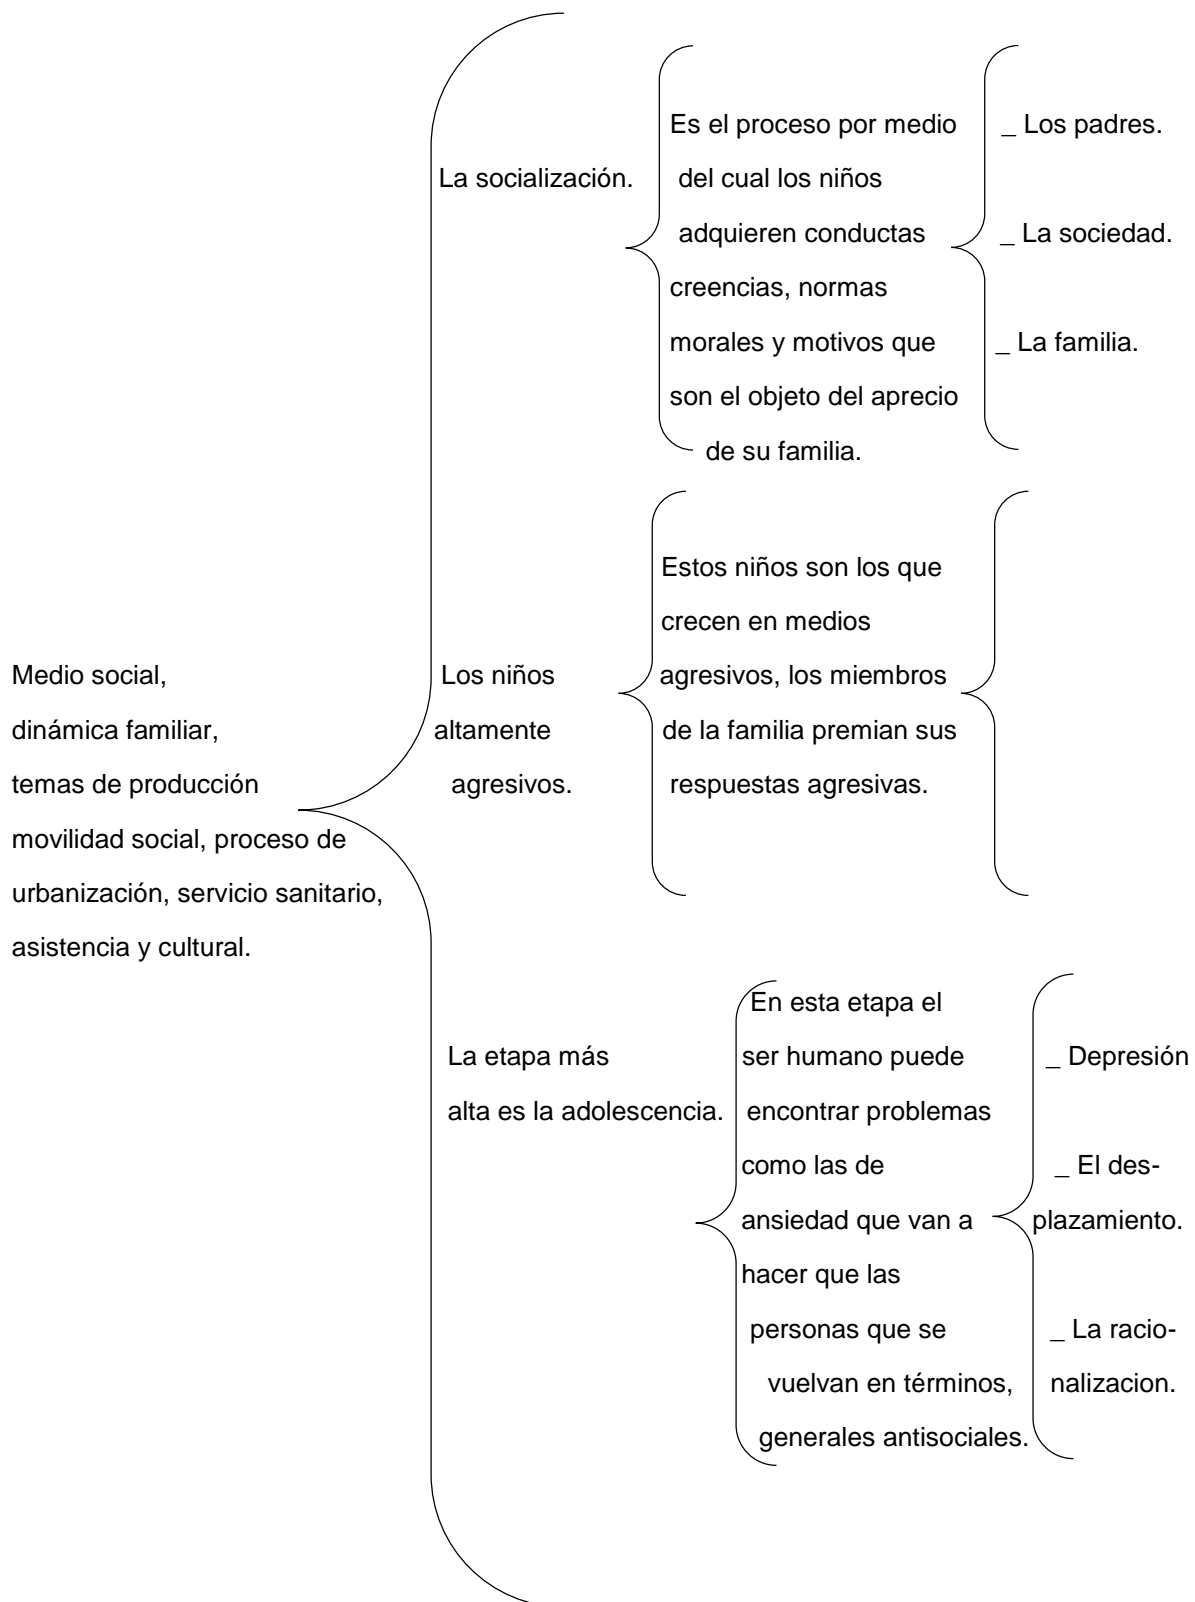 Medio social,
dinámica familiar,
temas de producción
movilidad social, proceso de
urbanización, servicio sanitario,
asistencia y cultural.
La socialización.
Es el proceso por medio
del cual los niños
adquieren conductas
creencias, normas
morales y motivos que
son el objeto del aprecio
de su familia.
_ Los padres.
_ La sociedad.
_ La familia.
Los niños
altamente
agresivos.
Estos niños son los que
crecen en medios
agresivos, los miembros
de la familia premian sus
respuestas agresivas.
La etapa más
alta es la adolescencia.
En esta etapa el
ser humano puede
encontrar problemas
como las de
ansiedad que van a
hacer que las
personas que se
vuelvan en términos,
generales antisociales.
_ Depresión
_ El des-
plazamiento.
_ La racio-
nalizacion.